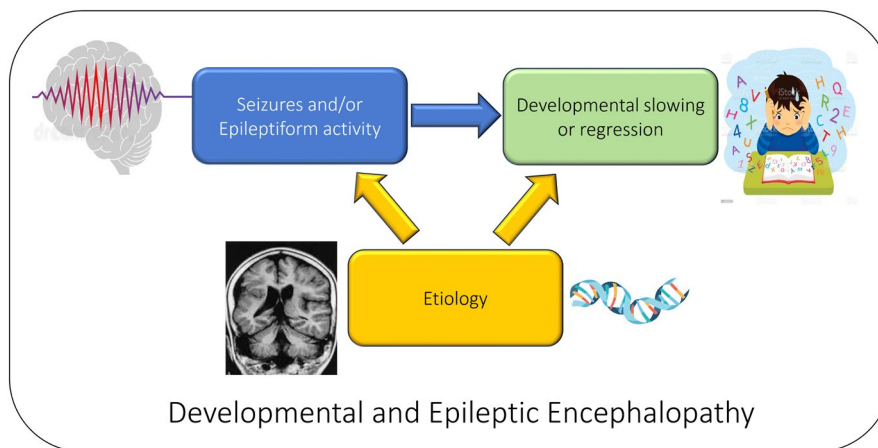 Seizures and/or
Epileptiform activity
Developmental slowing
or regression
Etiology
Developmental and Epileptic Encephalopathy